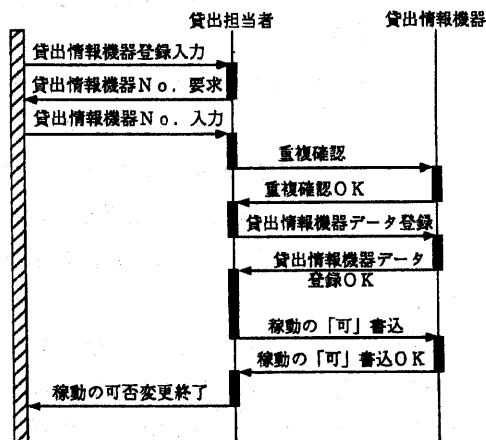 貸出担当者
貸出情報機器
貸出情報機器登録入力
貸出情報機器No．要求
貸出情報機器No．入力
重複確認
重複確認OK
貸出情報機器データ登録
貸出情報機器データ
登録OK
稼動の「可」書込
稼動の「可」書込OK
稼動の可否変更終了